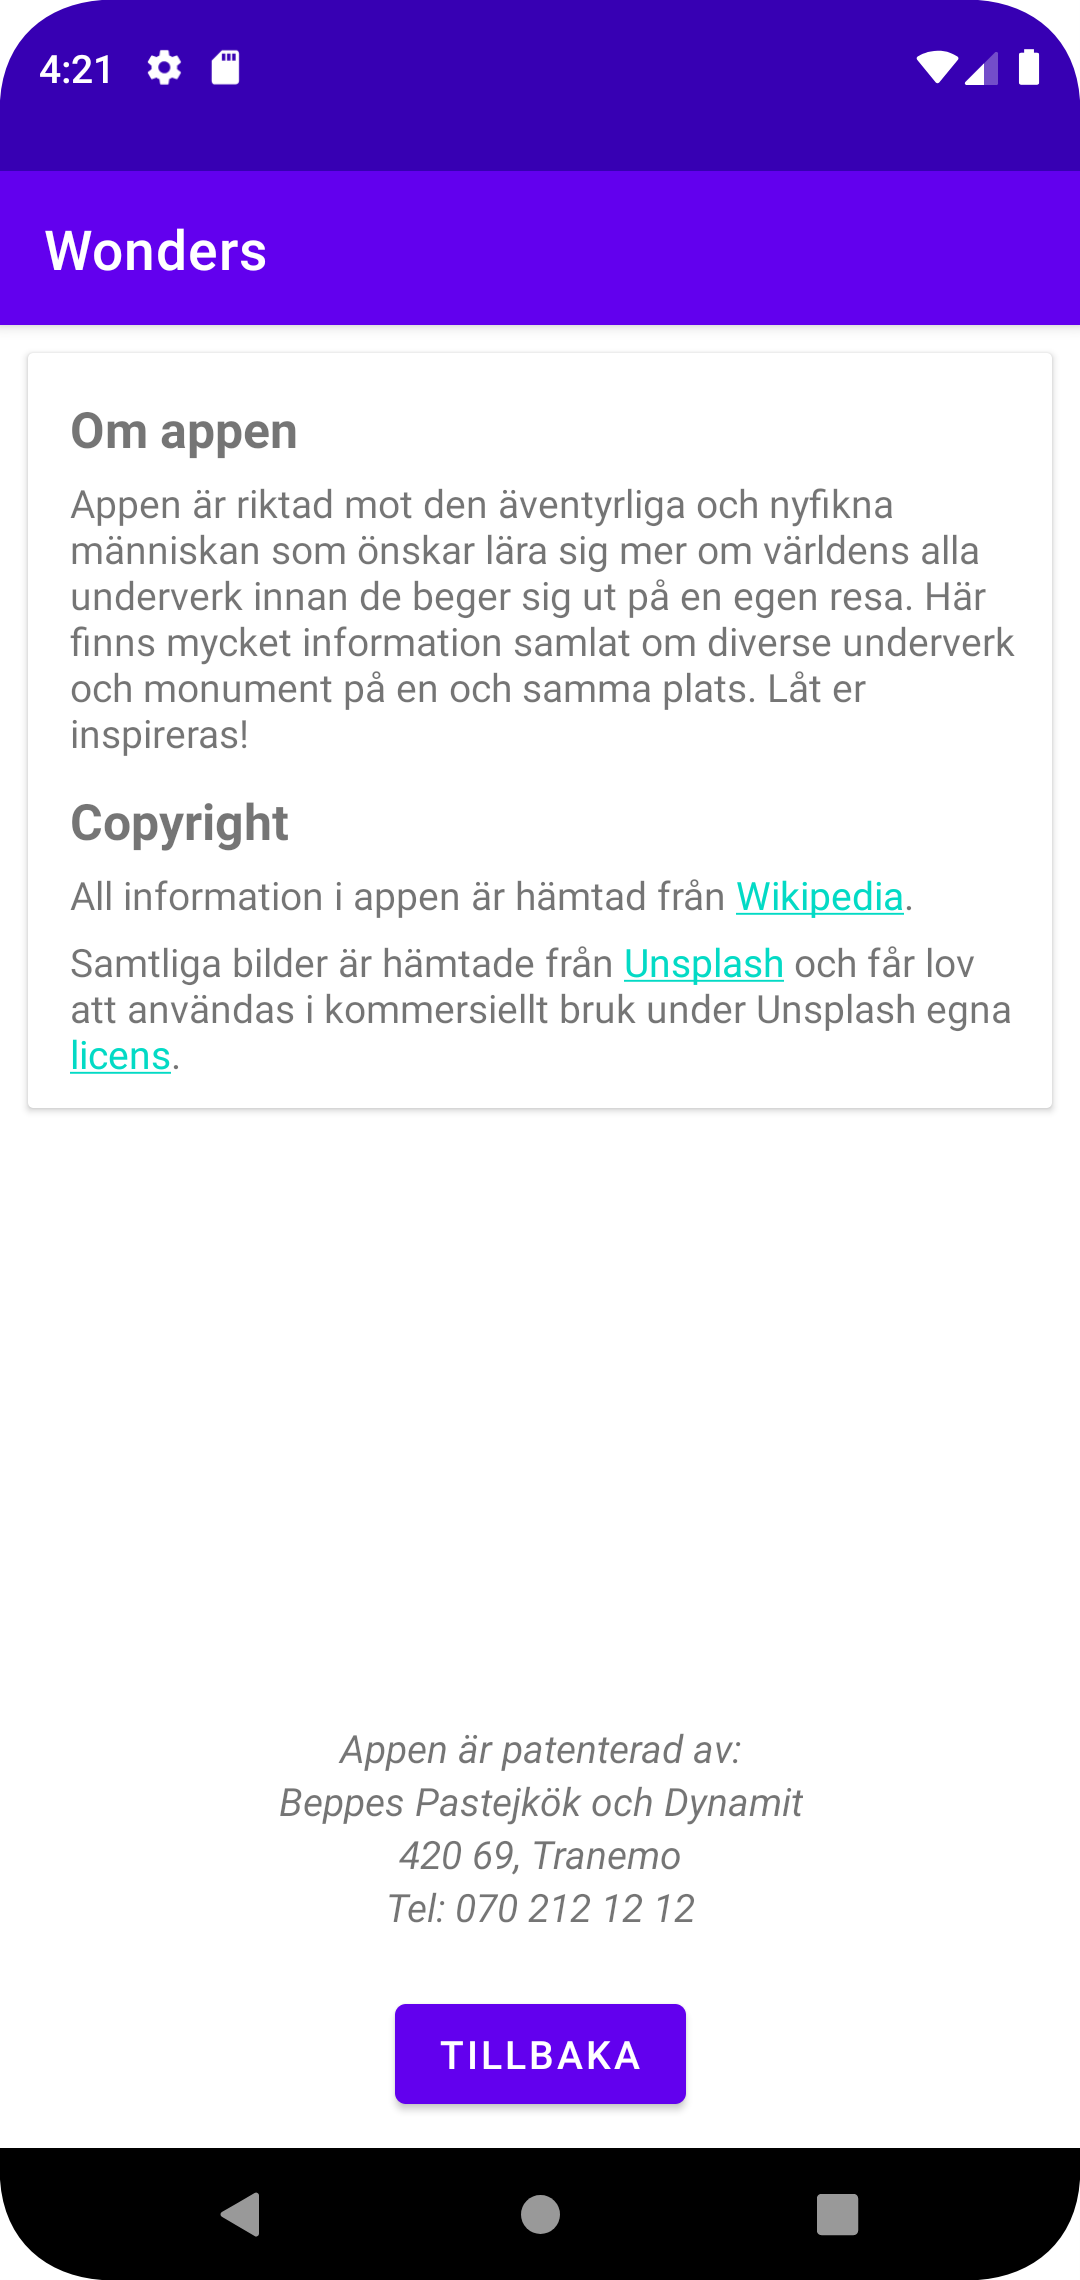 4:21
Wonders
Om appen
Appen är riktad mot den äventyrliga och nyfikna
människan som önskar lära sig mer om världens alla
underverk innan de beger sig ut på en egen resa. Här
finns mycket information samlat om diverse underverk
och monument på en och samma plats. Låt er
inspireras!
Copyright
All information i appen är hämtad från Wikipedia.
Samtliga bilder är hämtade från Unsplash och får lov
att användas i kommersiellt bruk under Unsplash egna
licens.
Appen är patenterad av:
Beppes Pastejkök och Dynamit
420 69, Tranemo
Tel: 070 212 12 12
TILLBAKA